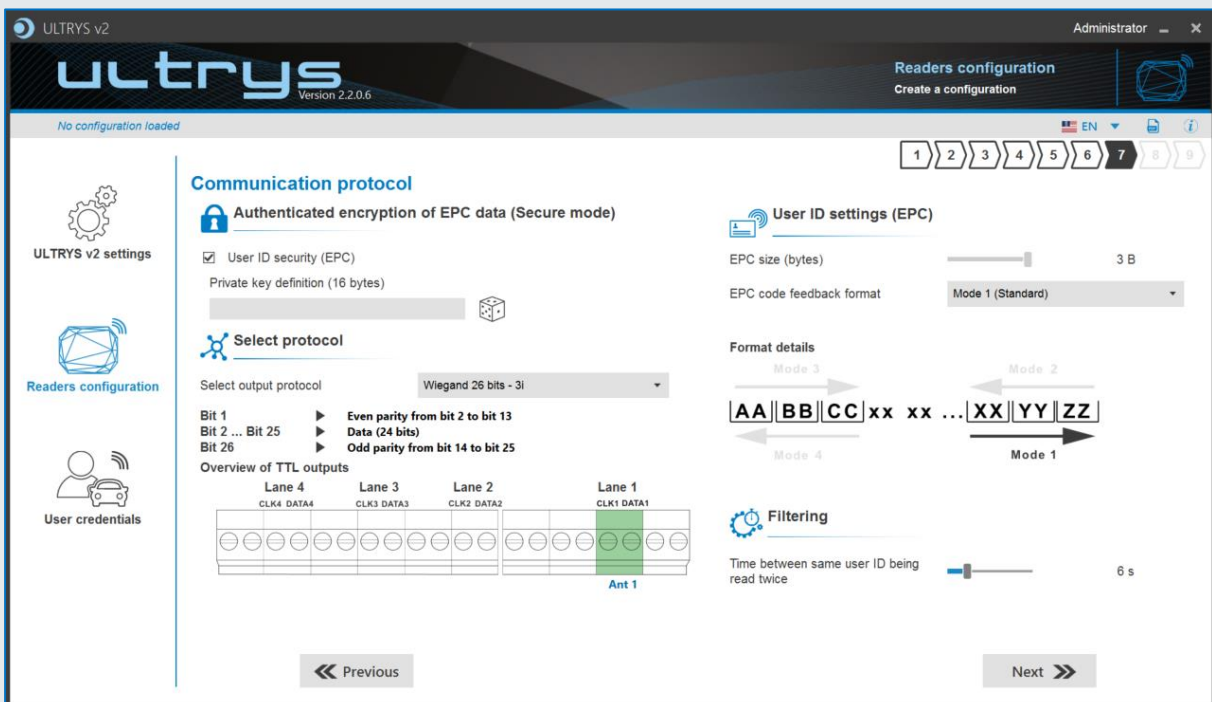 ULTRYS v2
Administrator
ultrys
Version 2.2.0.6
Readers configuration
Create a configuration
No configuration loaded
EN
1 2 3 4 5 6 7 8 9
ULTRYS v2 settings
Readers configuration
User credentials
Communication protocol
Authenticated encryption of EPC data (Secure mode)
User ID security (EPC)
Private key definition (16 bytes)
Select protocol
Select output protocol Wiegand 26 bits - 3i
Bit 1 Even parity from bit 2 to bit 13
Bit 2 ... Bit 25 Data (24 bits)
Bit 26 Odd parity from bit 14 to bit 25
Overview of TTL outputs
Lane 4 Lane 3 Lane 2 Lane 1
CLK4 DATA4 CLK3 DATA3 CLK2 DATA2 CLK1 DATA1
Ant 1
User ID settings (EPC)
EPC size (bytes) 3 B
EPC code feedback format Mode 1 (Standard)
Format details
Mode 3 Mode 2
AA BB CC xx xx ... XX YY ZZ
Mode 4 Mode 1
Filtering
Time between same user ID being
read twice
6 s
Previous
Next